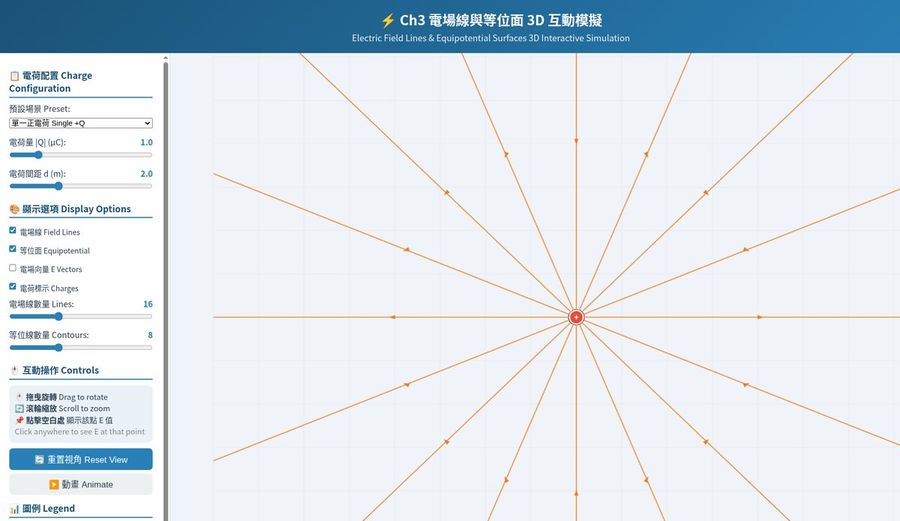 ⚡ Ch3 電場線與等位面 3D 互動模擬
Electric Field Lines & Equipotential Surfaces 3D Interactive Simulation
📋 電荷配置 Charge
Configuration
預設場景 Preset:
單一正電荷 Single +Q
電荷量 |Q| (μC): 1.0
電荷間距 d (m): 2.0
🎨 顯示選項 Display Options
電場線 Field Lines
等位面 Equipotential
電場向量 E Vectors
電荷標示 Charges
電場線數量 Lines: 16
等位線數量 Contours: 8
🖱️ 互動操作 Controls
🖱️ 拖曳旋轉 Drag to rotate
🔄 滾輪縮放 Scroll to zoom
📌 點擊空白處 顯示該點 E 值
Click anywhere to see E at that point
🔄 重置視角 Reset View
▶️ 動畫 Animate
📊 圖例 Legend
+